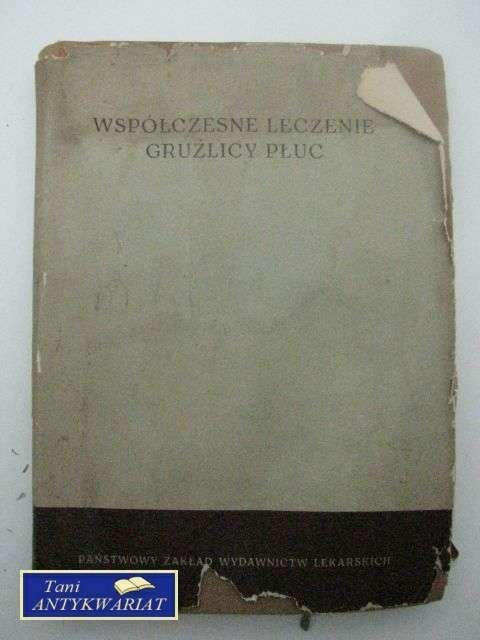 WSPÓŁCZESNE LECZENIE
GRUŹLICY PŁUC
PAŃSTWOWY ZAKŁAD WYDAWNICTW LEKARSKICH
Tani
ANTYKWARIAT